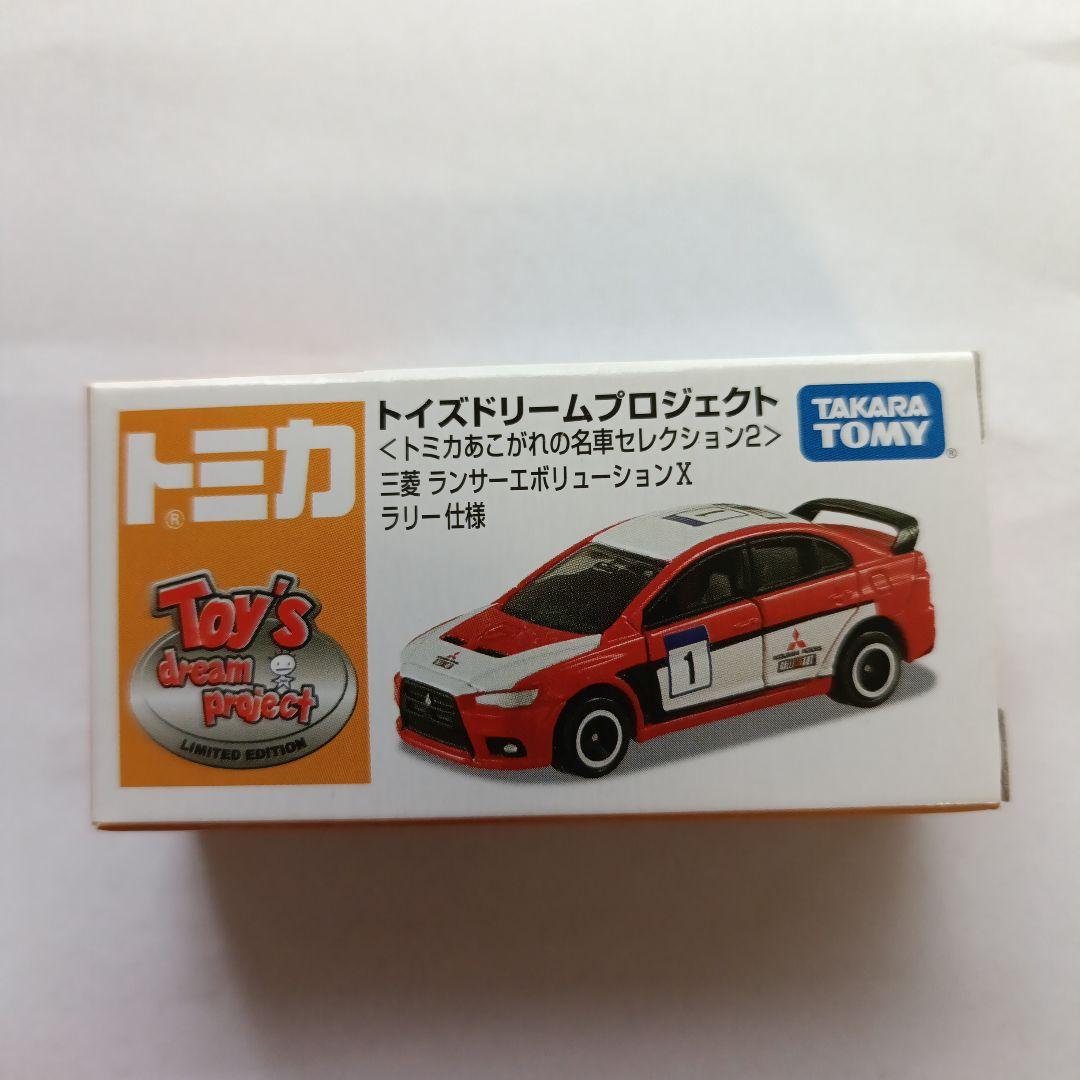 トミカ
®
Toy's
dream
project
LIMITED EDITION
トイズドリームプロジェクト
<トミカあこがれの名車セレクション2>
三菱 ランサーエボリューションX
ラリー仕様
TAKARA
TOMY
®
1
1